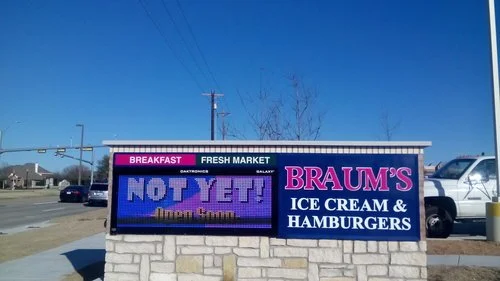 BREAKFAST FRESH MARKET
DAKTRONICS GALAXY
NOT YET!
Open Soon
BRAUM'S
ICE CREAM &
HAMBURGERS